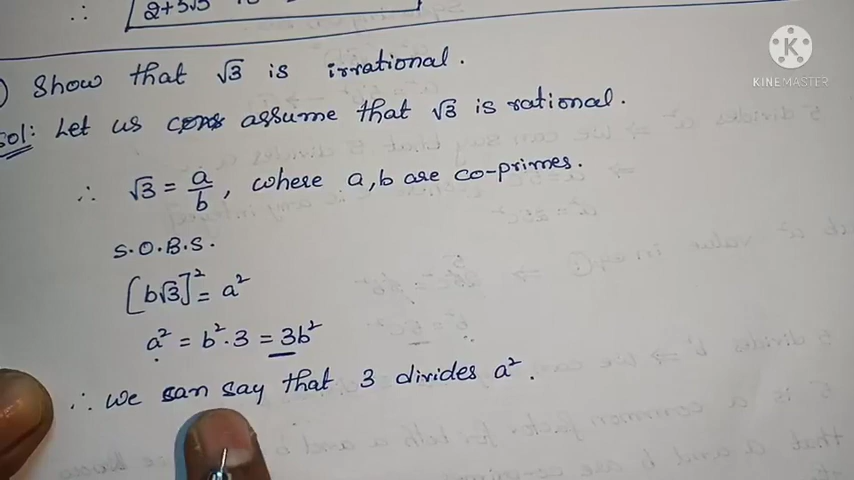 ∴ 2+5√3
K
KINEMASTER
) Show that √3 is irrational.
Sol: Let us cons assume that √3 is rational.
∴ √3 = a/b, where a, b are co-primes.
S.O.B.S.
[b√3]² = a²
a² = b²·3 = 3b²
∴ we can say that 3 divides a².